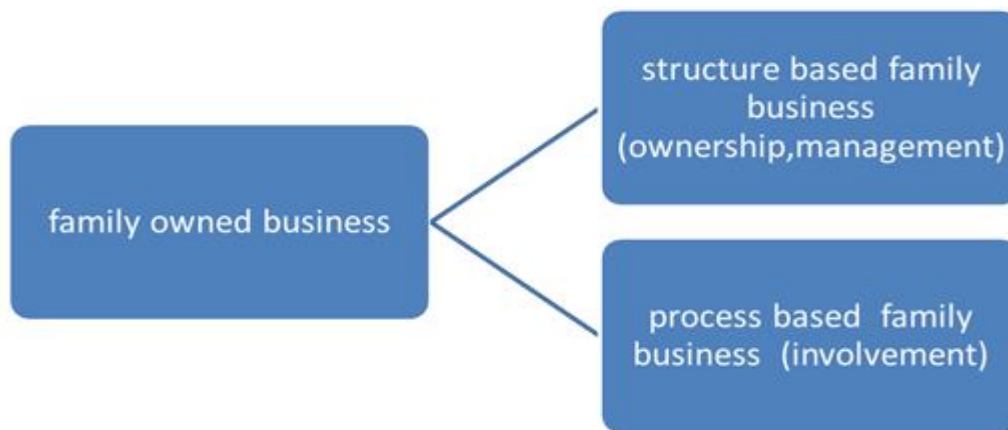 family owned business
structure based family
business
(ownership,management)
process based  family
business  (involvement)